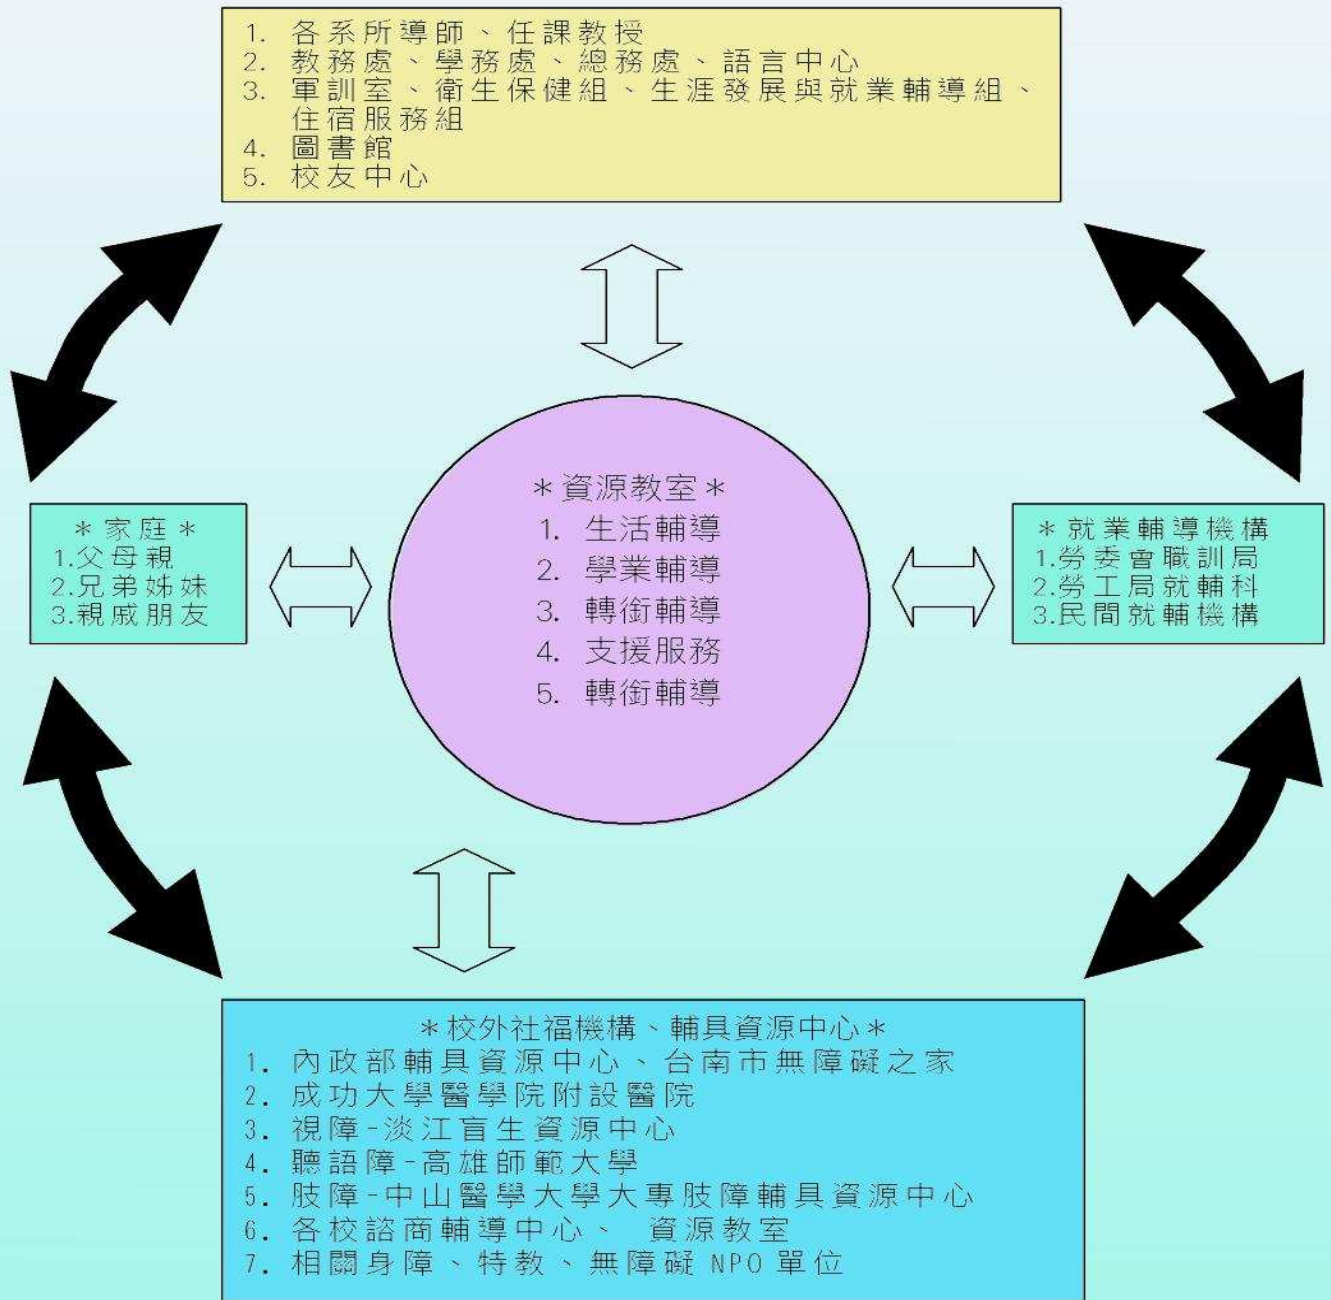 1. 各系所導師、任課教授
2. 教務處、學務處、總務處、語言中心
3. 軍訓室、衛生保健組、生涯發展與就業輔導組、
住宿服務組
4. 圖書館
5. 校友中心
＊家庭＊
1.父母親
2.兄弟姊妹
3.親戚朋友
＊資源教室＊
1. 生活輔導
2. 學業輔導
3. 轉銜輔導
4. 支援服務
5. 轉銜輔導
＊就業輔導機構
1.勞委會職訓局
2.勞工局就輔科
3.民間就輔機構
＊校外社福機構、輔具資源中心＊
1. 內政部輔具資源中心、台南市無障礙之家
2. 成功大學醫學院附設醫院
3. 視障-淡江盲生資源中心
4. 聽語障-高雄師範大學
5. 肢障-中山醫學大學大專肢障輔具資源中心
6. 各校諮商輔導中心、 資源教室
7. 相關身障、特教、無障礙 NPO 單位